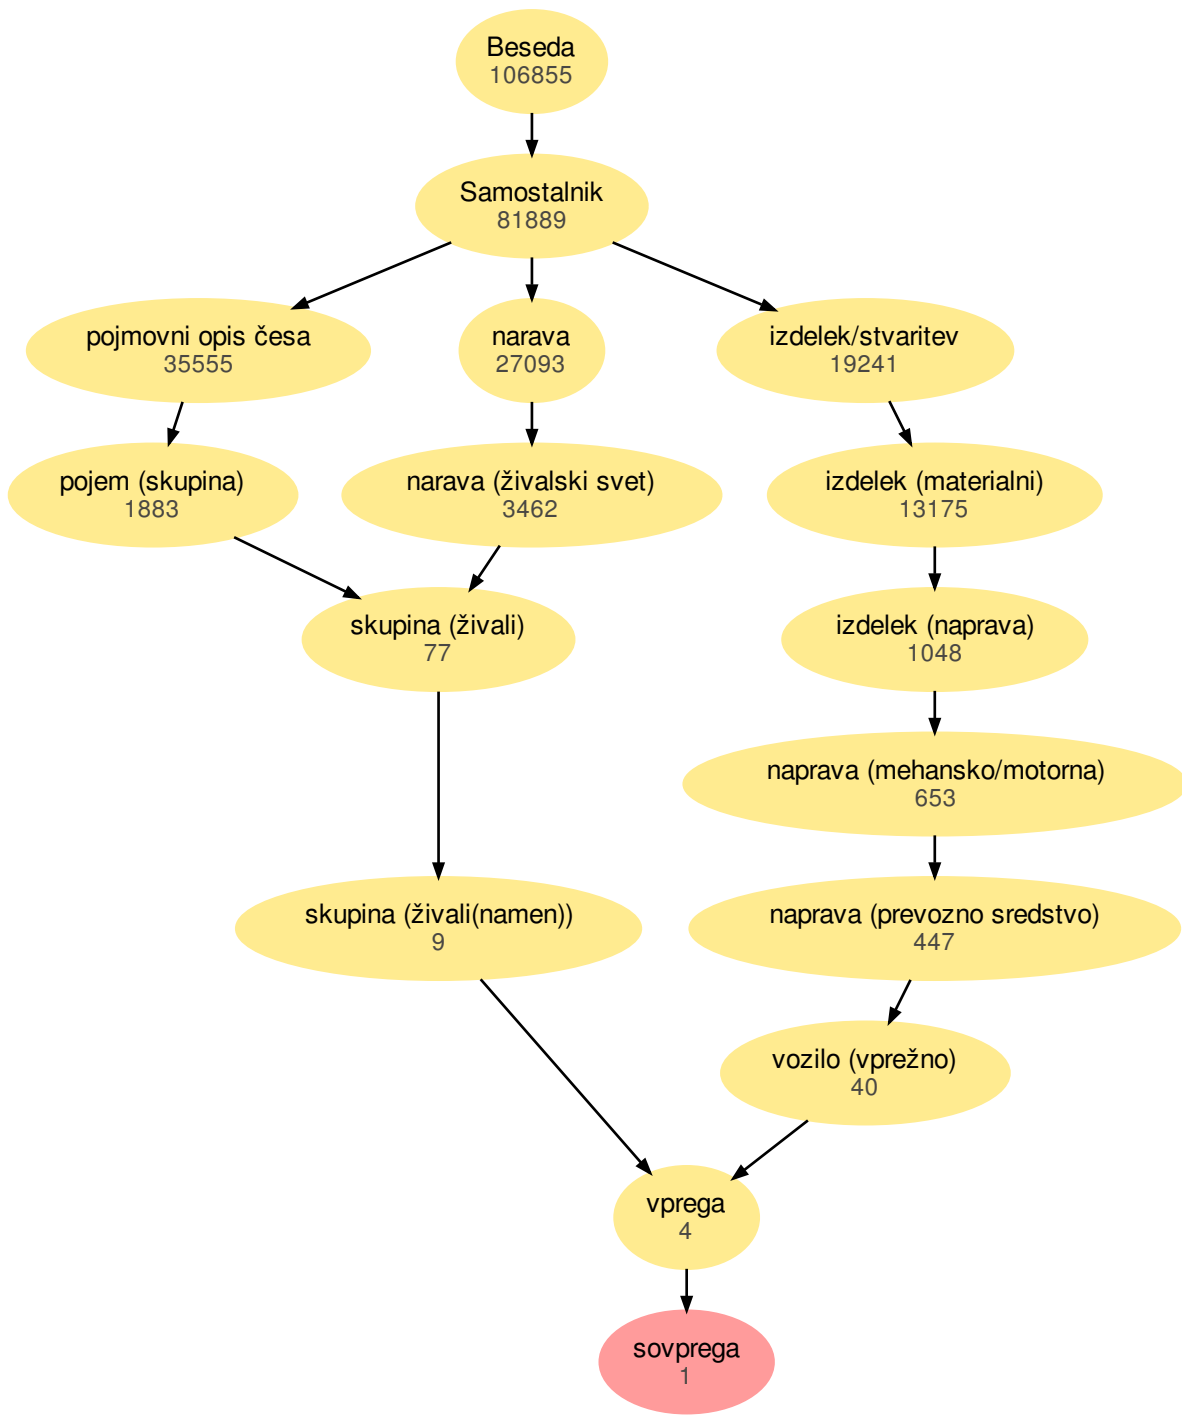 Beseda
106855
Samostalnik
81889
pojmovni opis česa
35555
narava
27093
izdelek/stvaritev
19241
pojem (skupina)
1883
narava (živalski svet)
3462
izdelek (materialni)
13175
skupina (živali)
77
izdelek (naprava)
1048
naprava (mehansko/motorna)
653
skupina (živali(namen))
9
naprava (prevozno sredstvo)
447
vozilo (vprežno)
40
vprega
4
sovprega
1